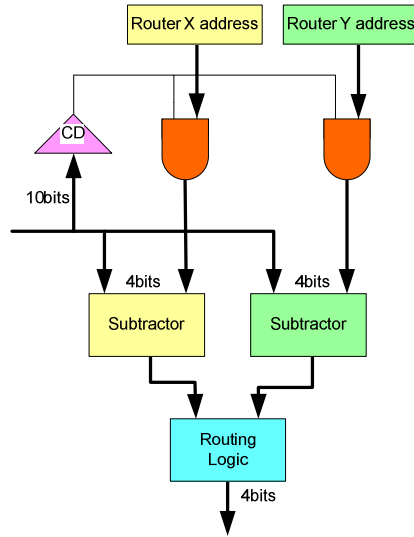 Router X address
Router Y address
CD
10bits
4bits
4bits
Subtractor
Subtractor
Routing
Logic
4bits